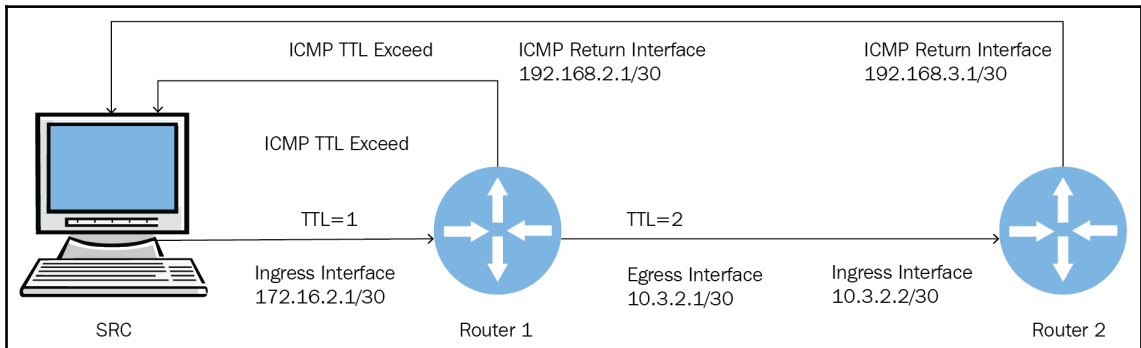 ICMP TTL Exceed
ICMP Return Interface
192.168.2.1/30
ICMP Return Interface
192.168.3.1/30
ICMP TTL Exceed
TTL=1
TTL=2
Ingress Interface
172.16.2.1/30
Egress Interface
10.3.2.1/30
Ingress Interface
10.3.2.2/30
SRC
Router 1
Router 2